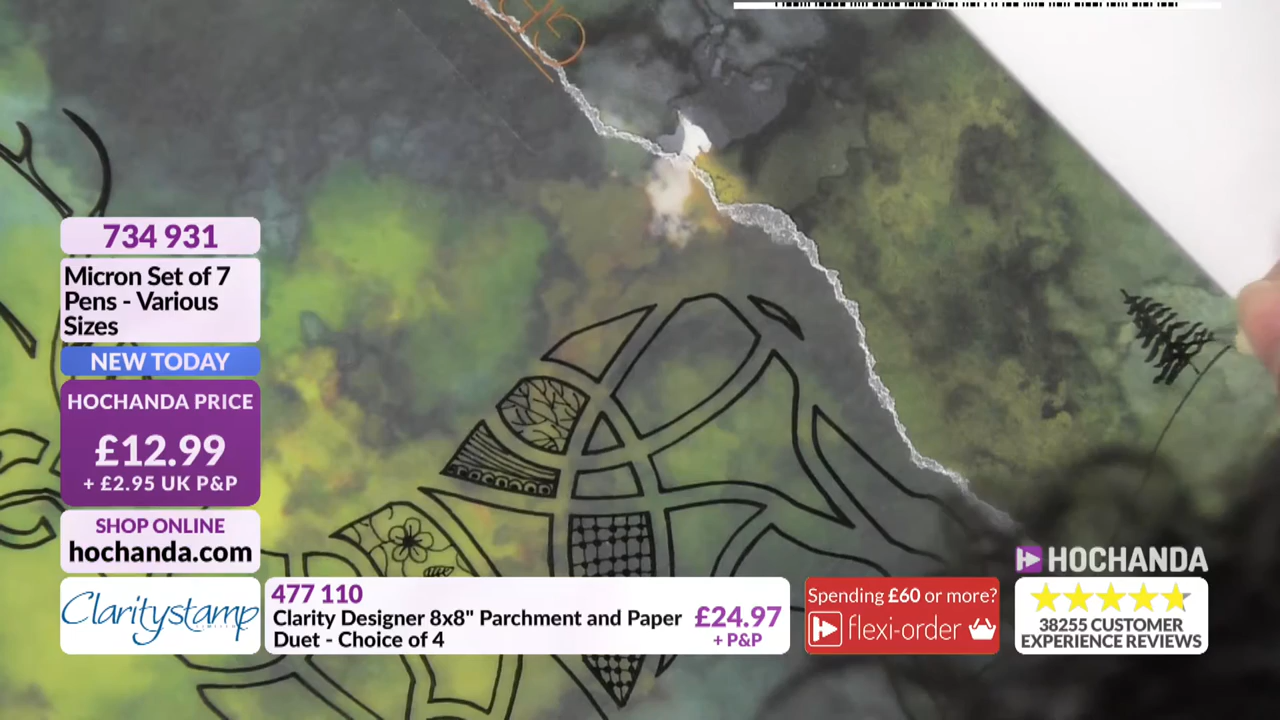 734 931
Micron Set of 7
Pens - Various
Sizes
NEW TODAY
HOCHANDA PRICE
£12.99
+ £2.95 UK P&P
SHOP ONLINE
hochanda.com
Claritystamp
477 110
Clarity Designer 8x8" Parchment and Paper
Duet - Choice of 4
£24.97
+ P&P
Spending £60 or more?
flexi-order
HOCHANDA
38255 CUSTOMER
EXPERIENCE REVIEWS